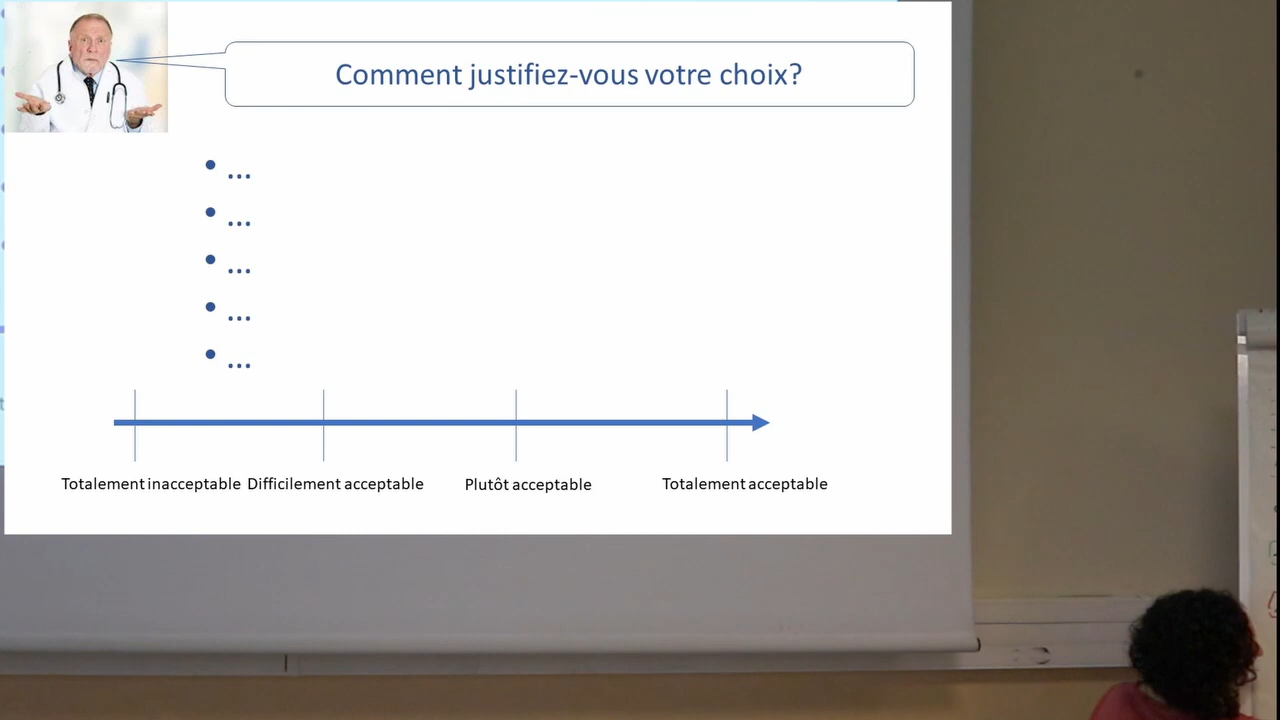 Comment justifiez-vous votre choix?
• ...
• ...
• ...
• ...
• ...
Totalement inacceptable Difficilement acceptable Plutôt acceptable Totalement acceptable